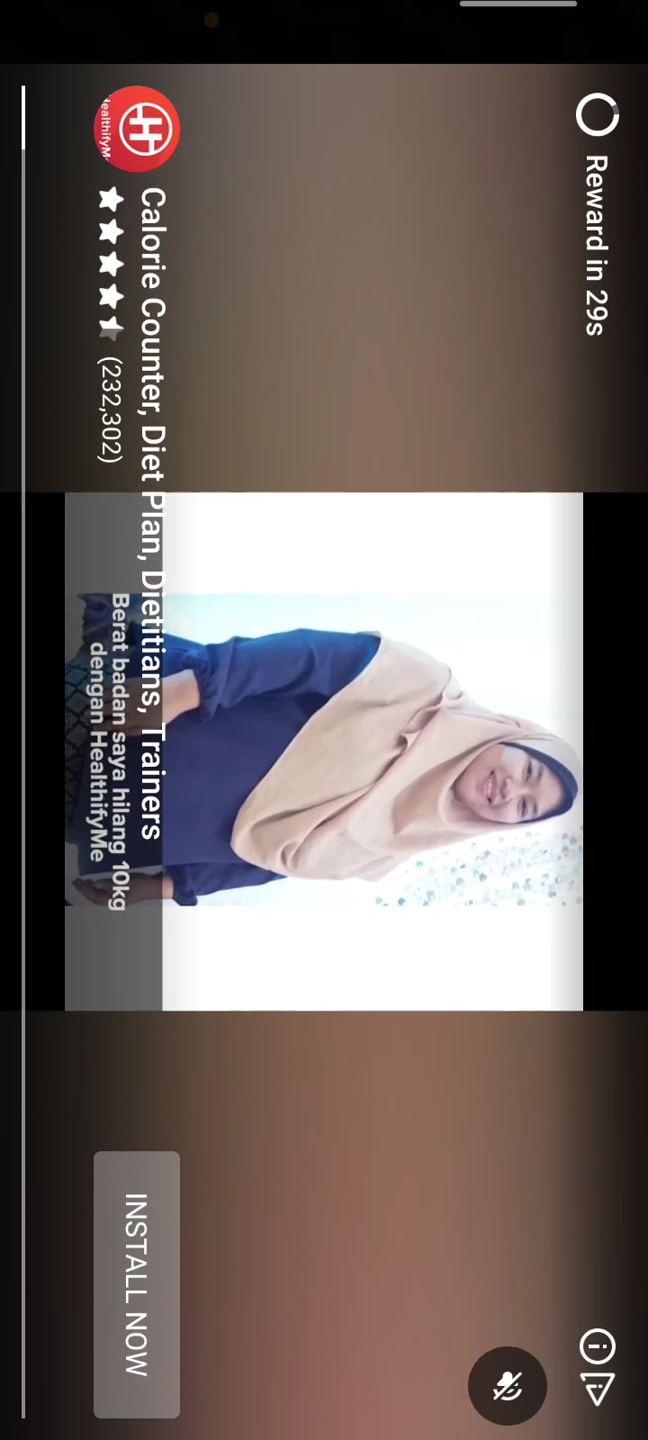 Reward in 29s
Berat badan saya hilang 10kg
dengan HealthifyMe
Calorie Counter, Diet Plan, Dietitians, Trainers
(232,302)
INSTALL NOW